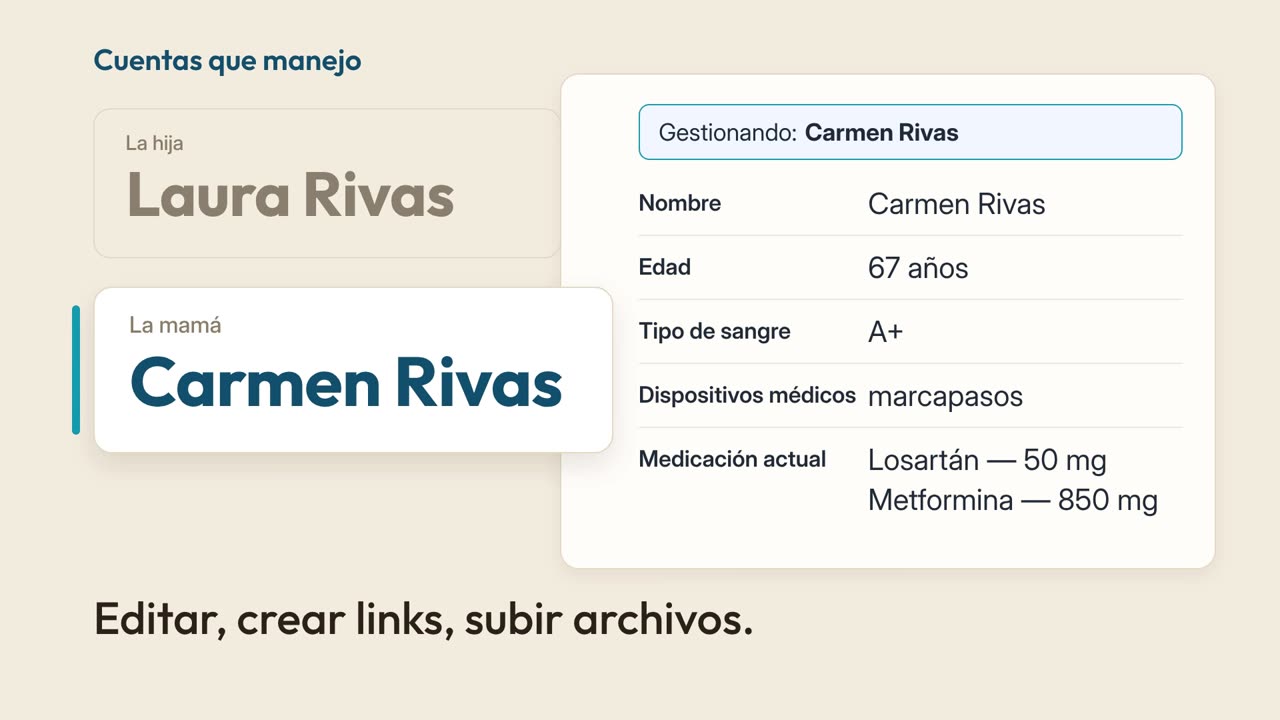 Cuentas que manejo
La hija
Laura Rivas
La mamá
Carmen Rivas
Gestionando: Carmen Rivas
Nombre Carmen Rivas
Edad 67 años
Tipo de sangre A+
Dispositivos médicos marcapasos
Medicación actual Losartán — 50 mg
Metformina — 850 mg
Editar, crear links, subir archivos.